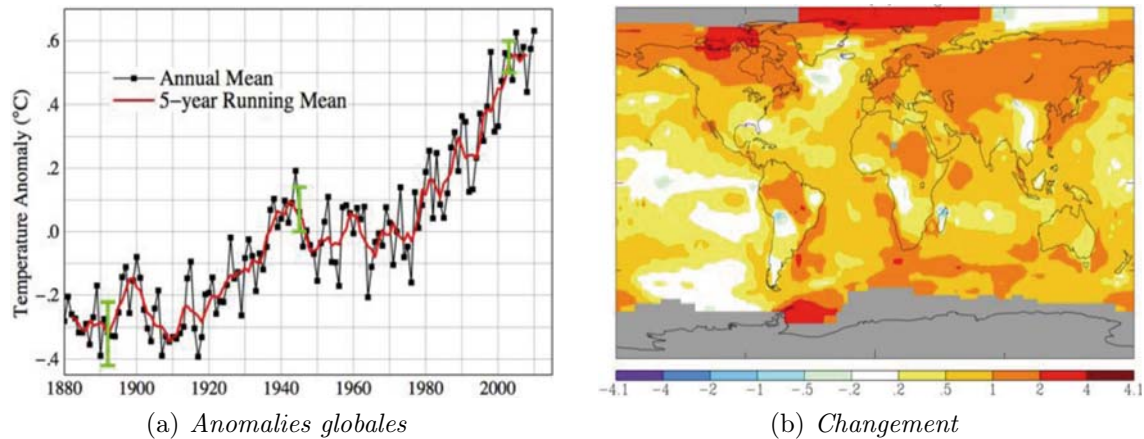 .6
.4
.2
.0
−.2
−.4
Temperature Anomaly (°C)
Annual Mean
5−year Running Mean
1880 1900 1920 1940 1960 1980 2000
(a) Anomalies globales
−4.1 −4 −2 −1 −.5 −.2 .2 .5 1 2 4 4.1
(b) Changement